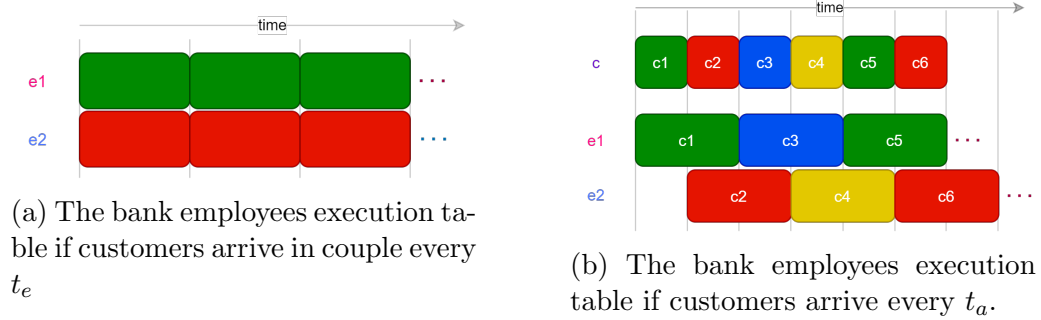 time
e1
...
e2
...
(a) The bank employees execution ta-
ble if customers arrive in couple every
t_e
time
c c1 c2 c3 c4 c5 c6
e1 c1 c3 c5 ...
e2 c2 c4 c6 ...
(b) The bank employees execution
table if customers arrive every t_a.